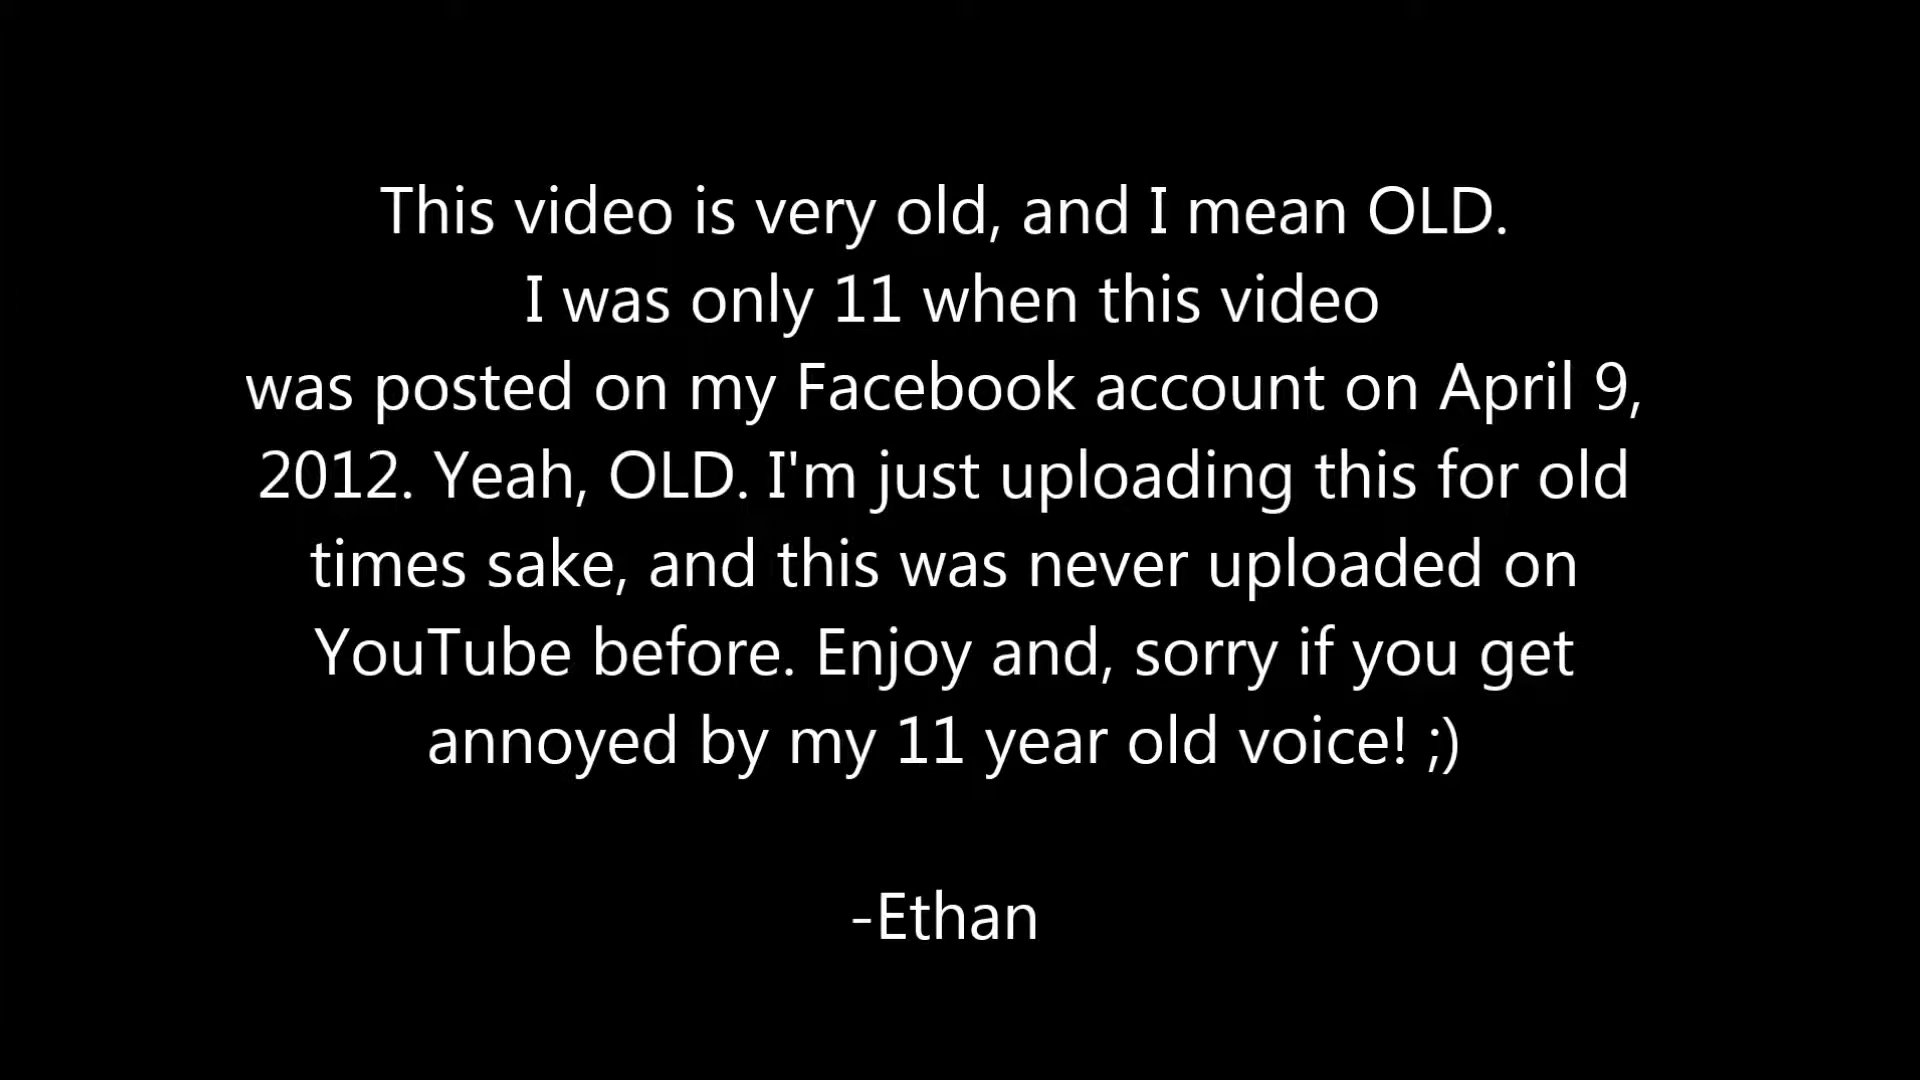 This video is very old, and I mean OLD.
I was only 11 when this video
was posted on my Facebook account on April 9,
2012. Yeah, OLD. I'm just uploading this for old
times sake, and this was never uploaded on
YouTube before. Enjoy and, sorry if you get
annoyed by my 11 year old voice! ;)
-Ethan